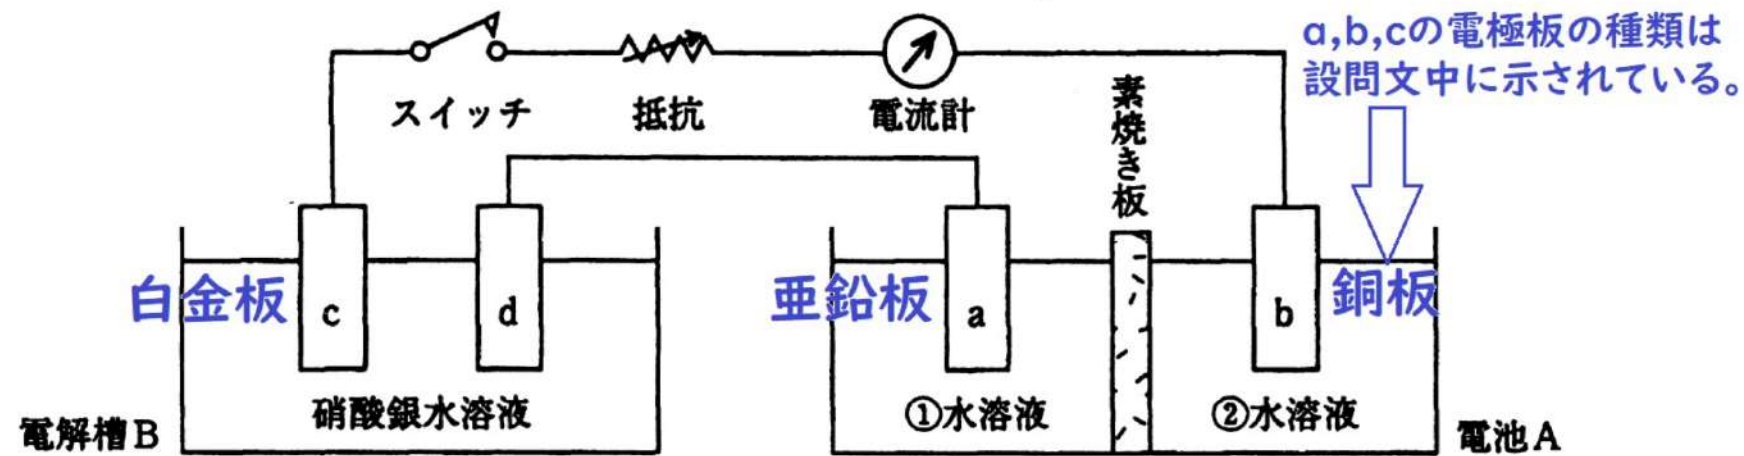 a,b,cの電極板の種類は
設問文中に示されている。
スイッチ
抵抗
電流計
素焼き板
白金板
c
d
亜鉛板
a
b
銅板
硝酸銀水溶液
①水溶液
②水溶液
電解槽B
電池A